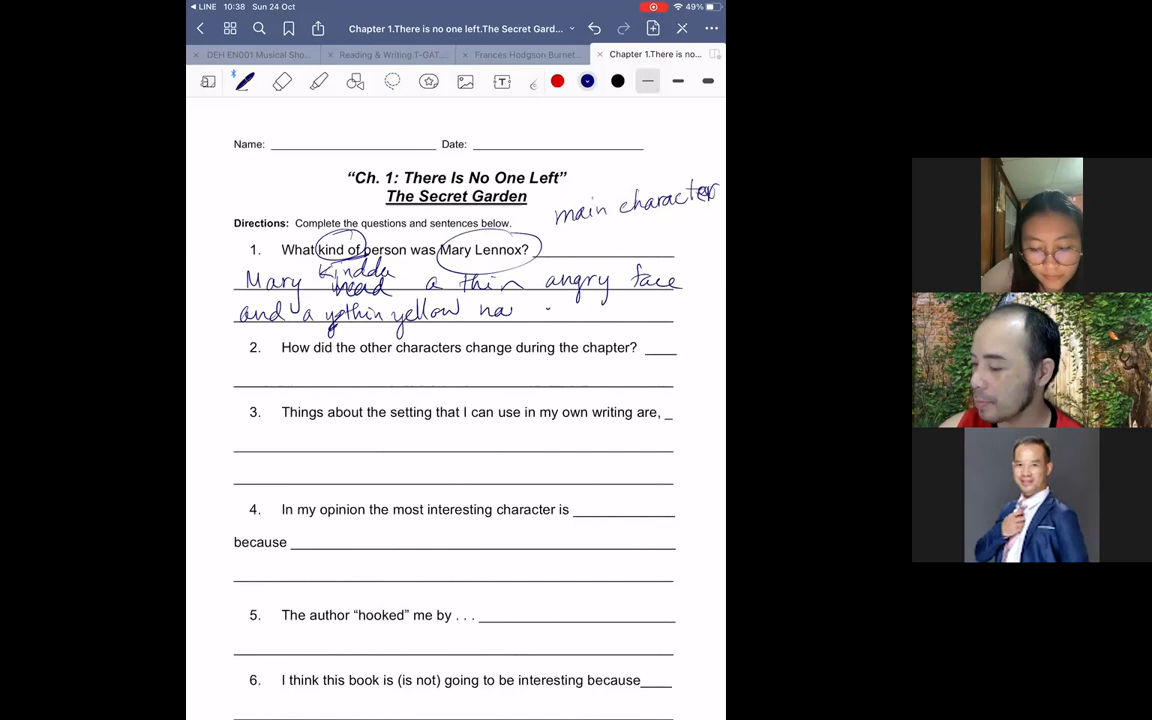 LINE 10:38 Sun 24 Oct 49%
Chapter 1.There is no one left.The Secret Gard...
DEH EN001 Musical Sho...
Reading & Writing T-GAT...
Frances Hodgson Burnet...
Chapter 1.There is no...
Name: Date:
"Ch. 1: There Is No One Left"
The Secret Garden
main character
Directions: Complete the questions and sentences below.
1. What kind of person was Mary Lennox?
Kindda
Mary a thin angry face
and a thin yellow
2. How did the other characters change during the chapter?
3. Things about the setting that I can use in my own writing are,
4. In my opinion the most interesting character is
because
5. The author "hooked" me by . . .
6. I think this book is (is not) going to be interesting because